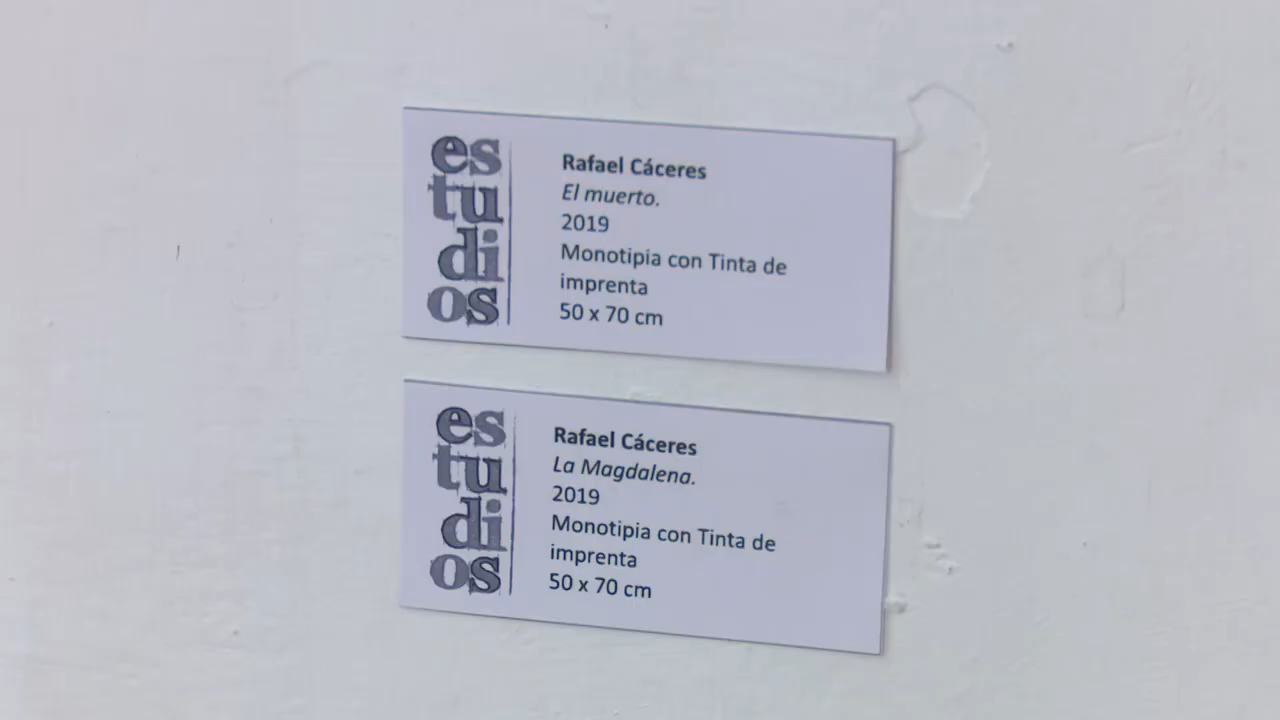 es
tu
di
os
Rafael Cáceres
El muerto.
2019
Monotipia con Tinta de
imprenta
50 x 70 cm
es
tu
di
os
Rafael Cáceres
La Magdalena.
2019
Monotipia con Tinta de
imprenta
50 x 70 cm